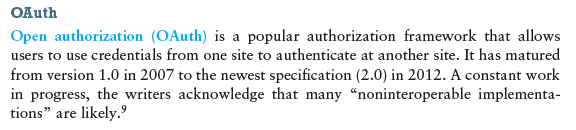 OAuth
Open authorization (OAuth) is a popular authorization framework that allows
users to use credentials from one site to authenticate at another site. It has matured
from version 1.0 in 2007 to the newest specification (2.0) in 2012. A constant work
in progress, the writers acknowledge that many “noninteroperable implementa-
tions” are likely.⁹